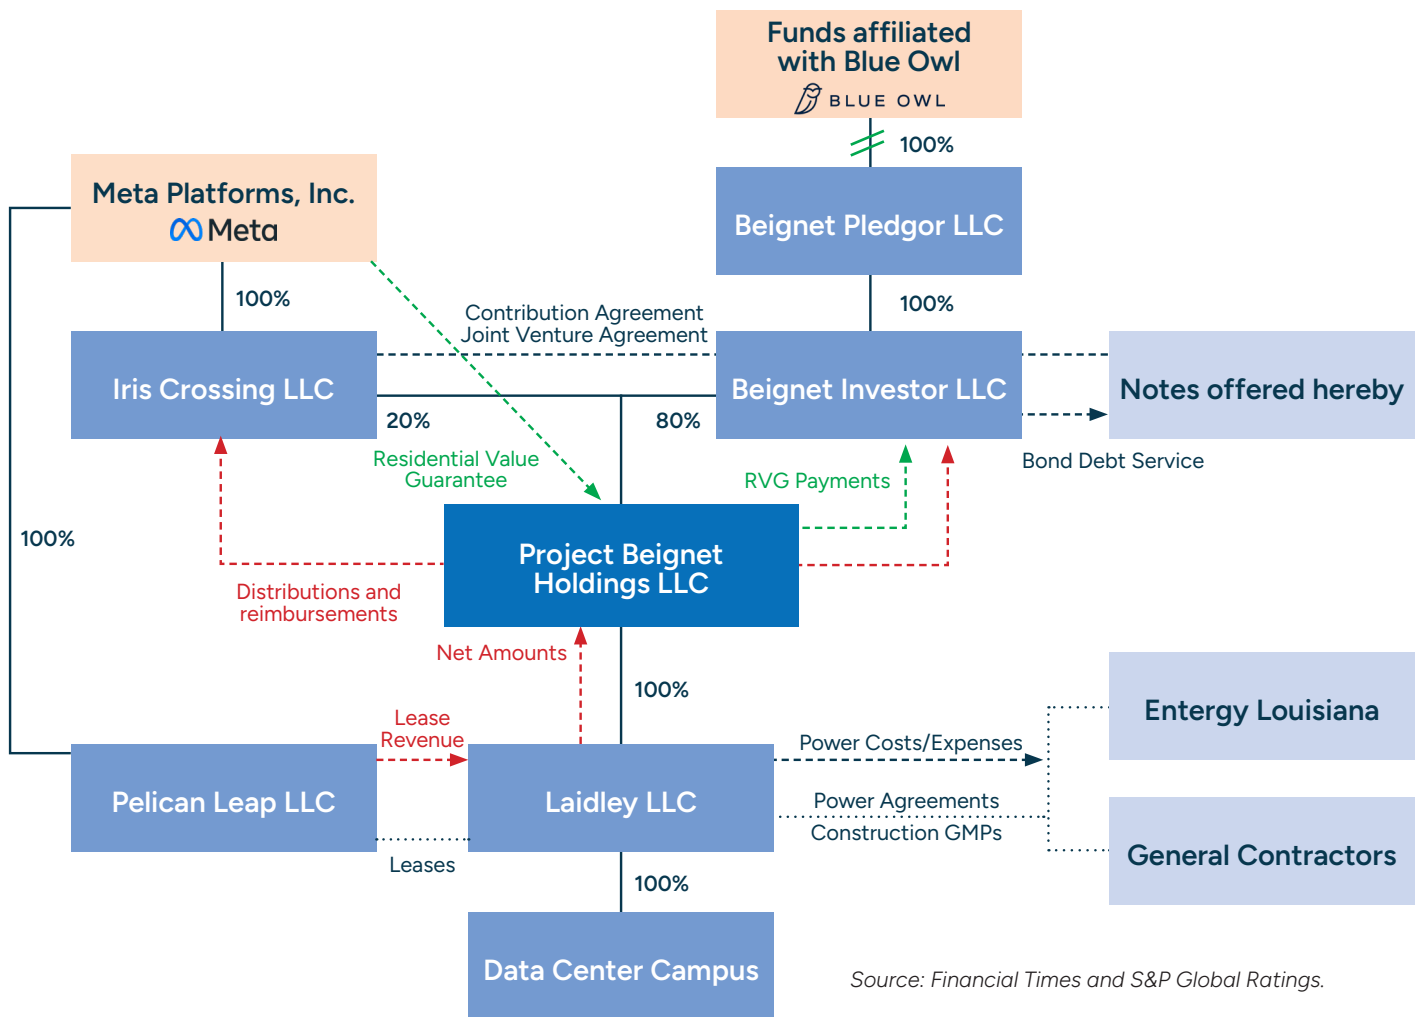 Funds affiliated
with Blue Owl
BLUE OWL
100%
Meta Platforms, Inc.
Meta
Beignet Pledgor LLC
100%
100%
Contribution Agreement
Joint Venture Agreement
Iris Crossing LLC
Beignet Investor LLC
Notes offered hereby
20%
80%
Residential Value
Guarantee
RVG Payments
Bond Debt Service
100%
Project Beignet
Holdings LLC
Distributions and
reimbursements
Net Amounts
100%
Lease
Revenue
Power Costs/Expenses
Entergy Louisiana
Pelican Leap LLC
Laidley LLC
Power Agreements
Construction GMPs
Leases
General Contractors
100%
Data Center Campus
Source: Financial Times and S&P Global Ratings.